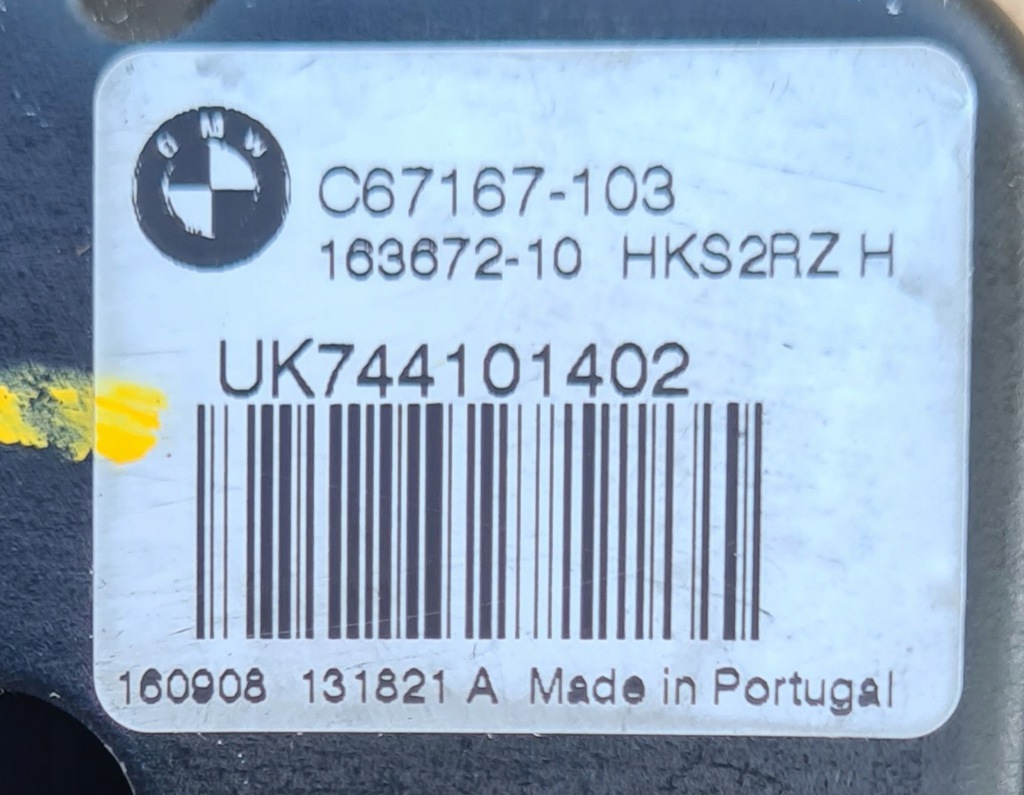 BMW
C67167-103
163672-10 HKS2RZ H
UK744101402
160908 131821 A Made in Portugal